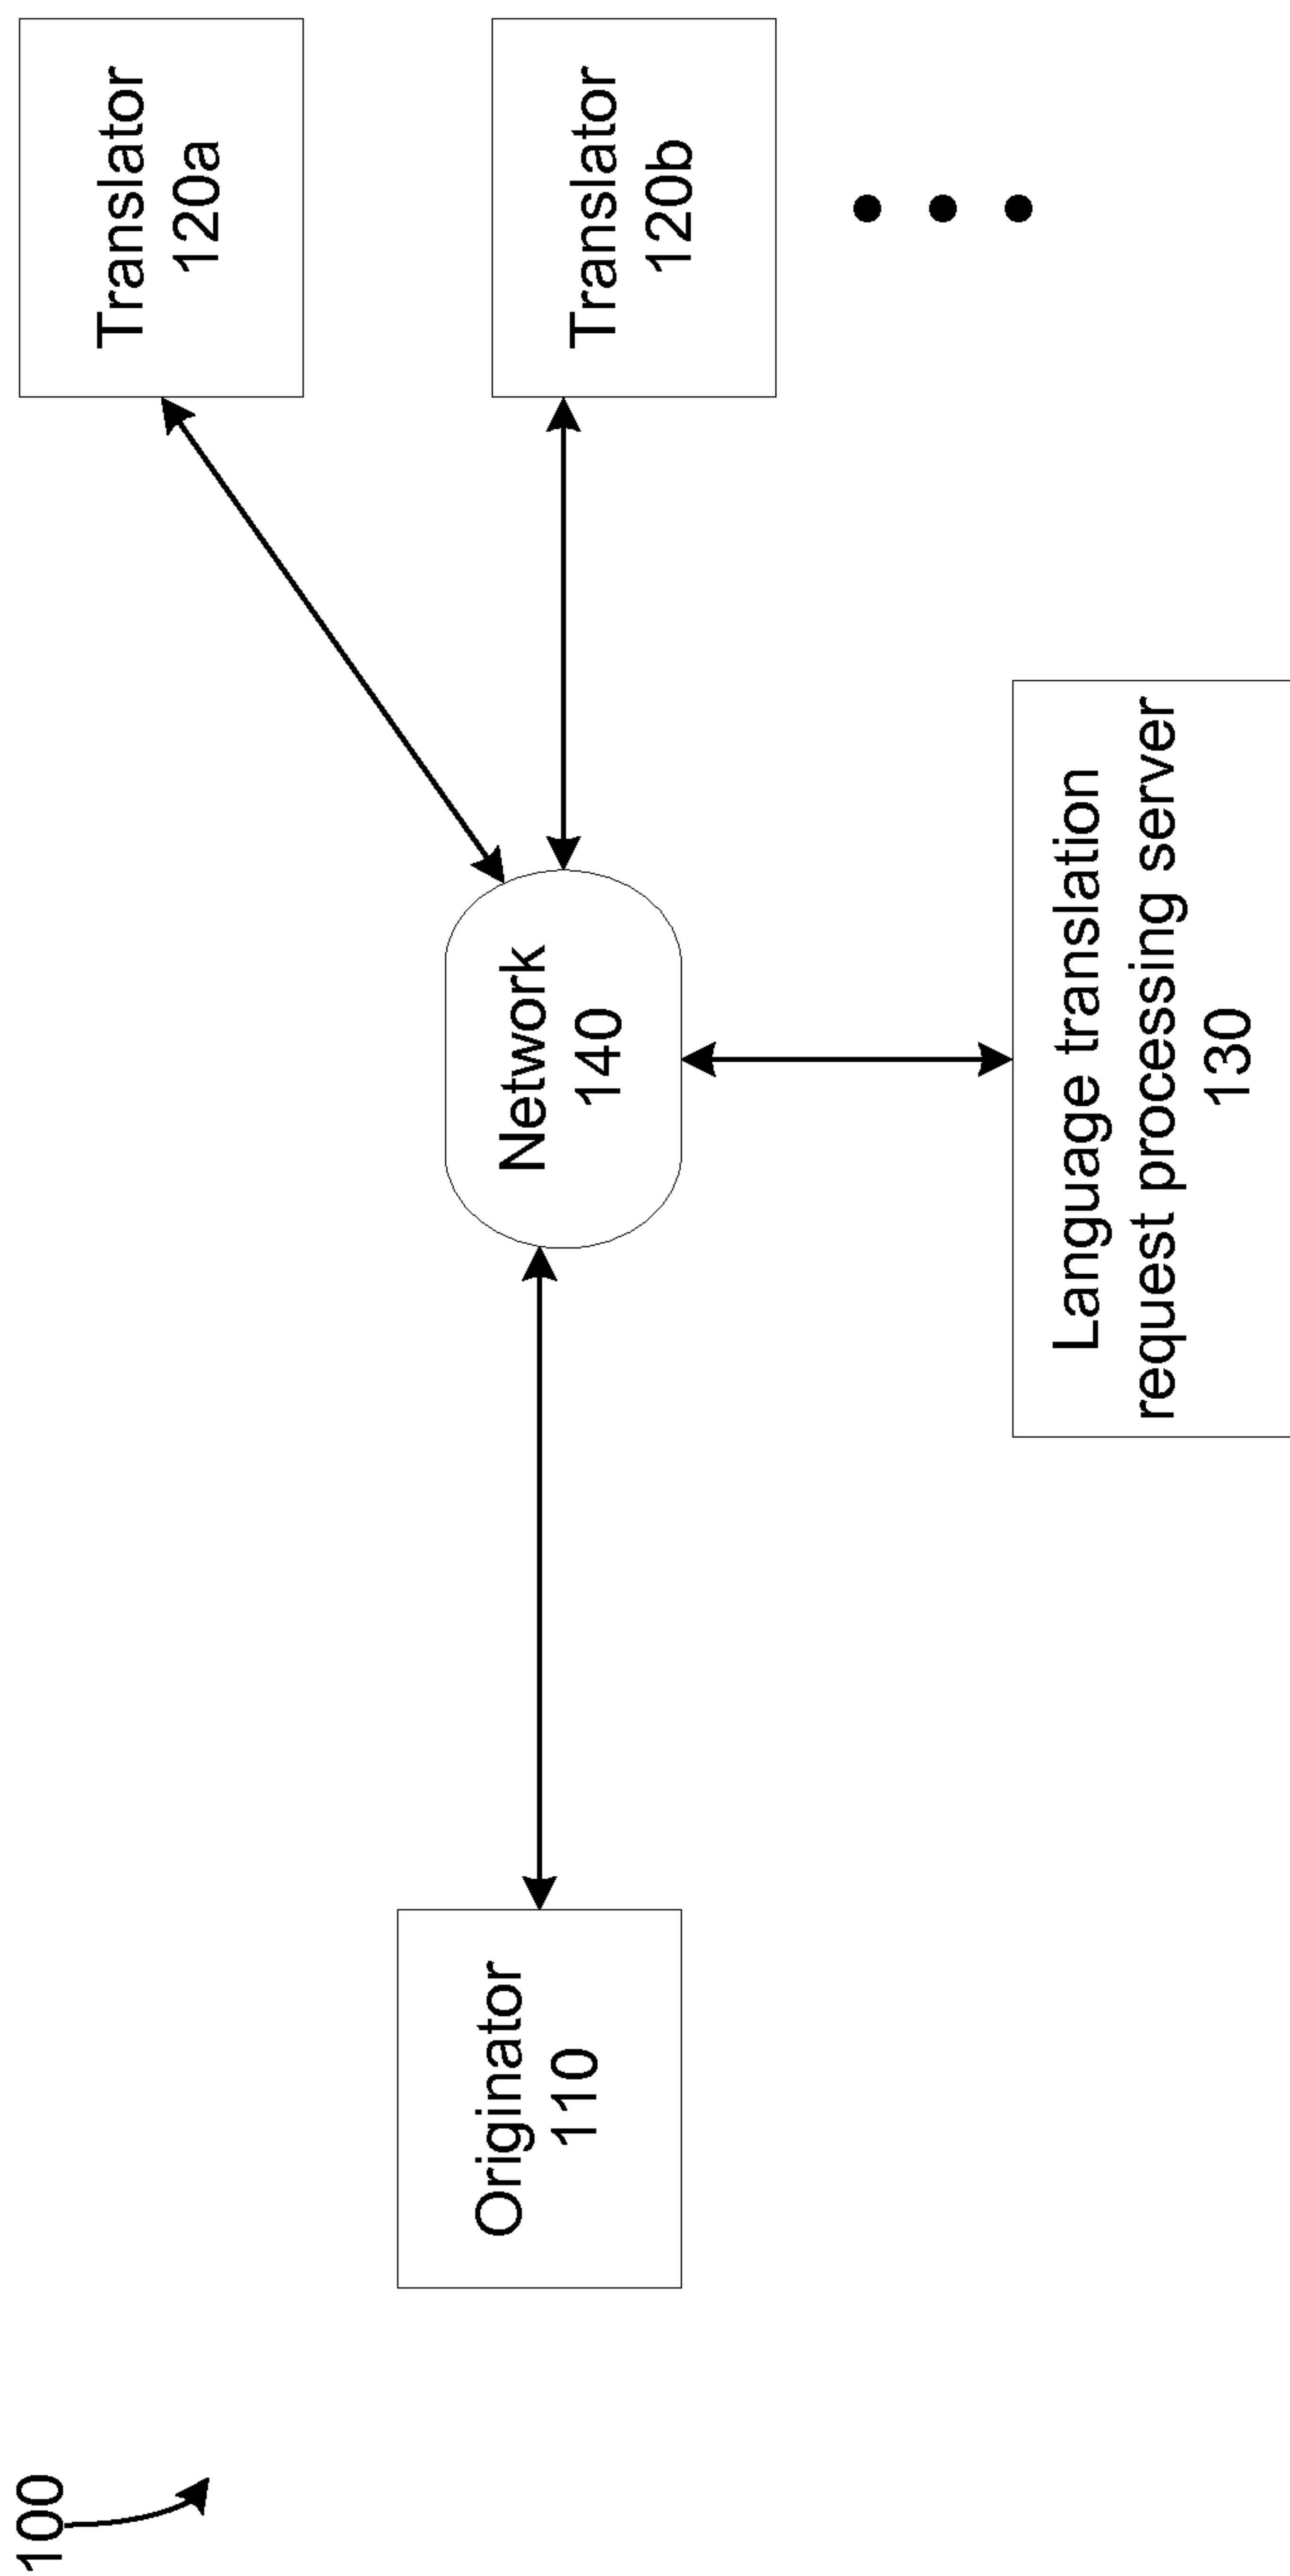 100
Originator
110
Network
140
Translator
120a
Translator
120b
Language translation
request processing server
130